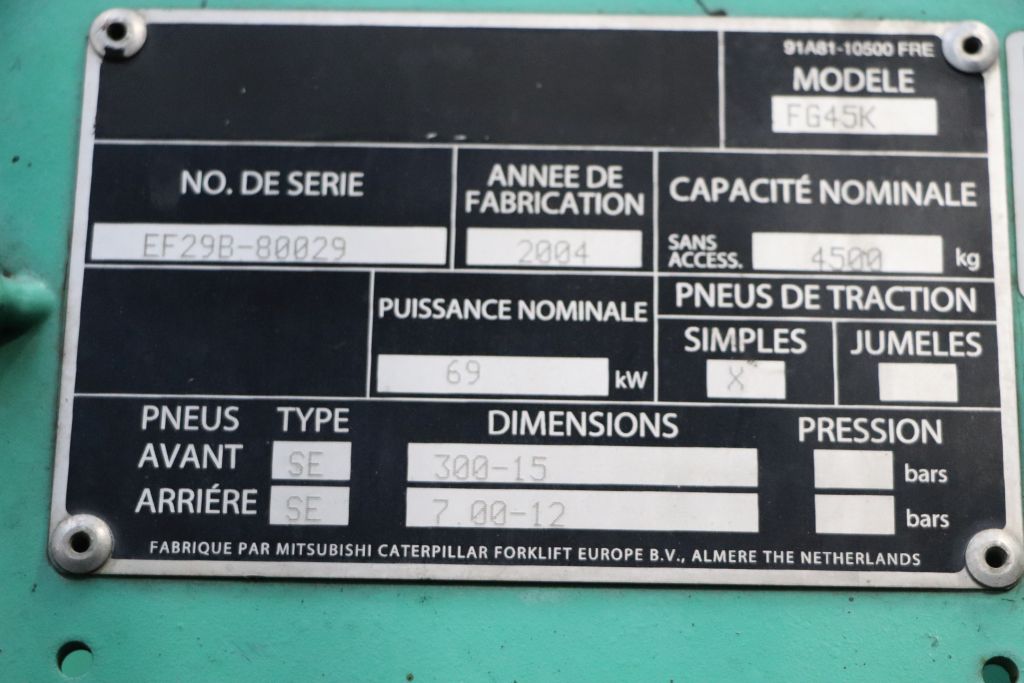 91A81-10500 FRE
MODELE
FG45K
NO. DE SERIE
EF29B-80029
ANNEE DE
FABRICATION
2004
CAPACITÉ NOMINALE
SANS
ACCESS. 4500 kg
PUISSANCE NOMINALE
69 kW
PNEUS DE TRACTION
SIMPLES JUMELES
X
PNEUS TYPE DIMENSIONS PRESSION
AVANT SE 300-15 bars
ARRIÉRE SE 7.00-12 bars
FABRIQUE PAR MITSUBISHI CATERPILLAR FORKLIFT EUROPE B.V., ALMERE THE NETHERLANDS